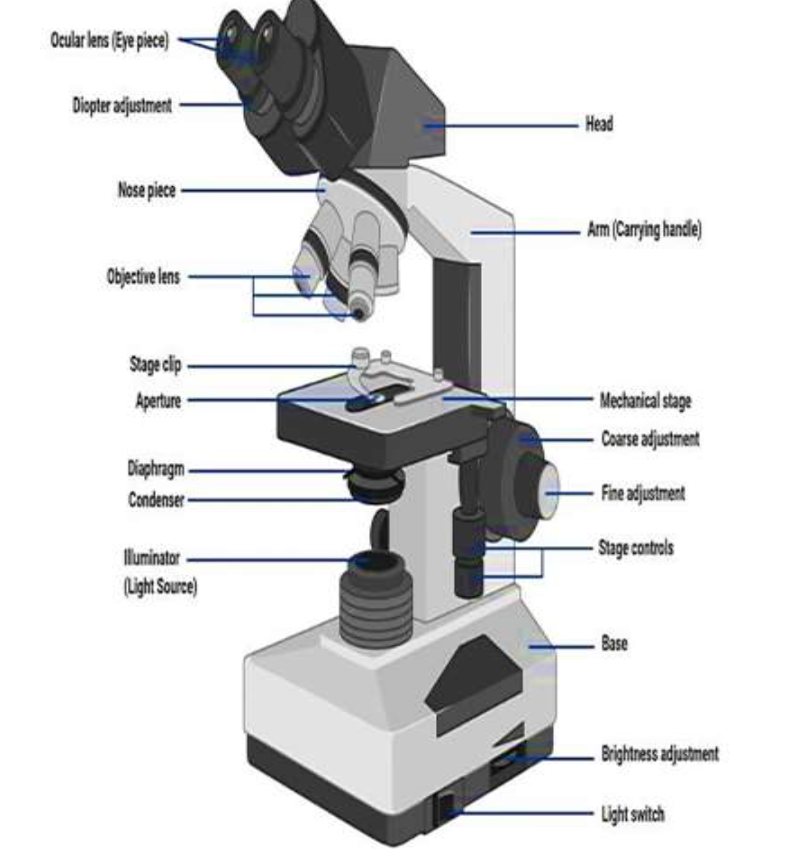 Ocular lens (Eye piece)
Diopter adjustment
Head
Nose piece
Arm (Carrying handle)
Objective lens
Stage clip
Aperture
Mechanical stage
Coarse adjustment
Diaphragm
Condenser
Fine adjustment
Stage controls
Illuminator
(Light Source)
Base
Brightness adjustment
Light switch